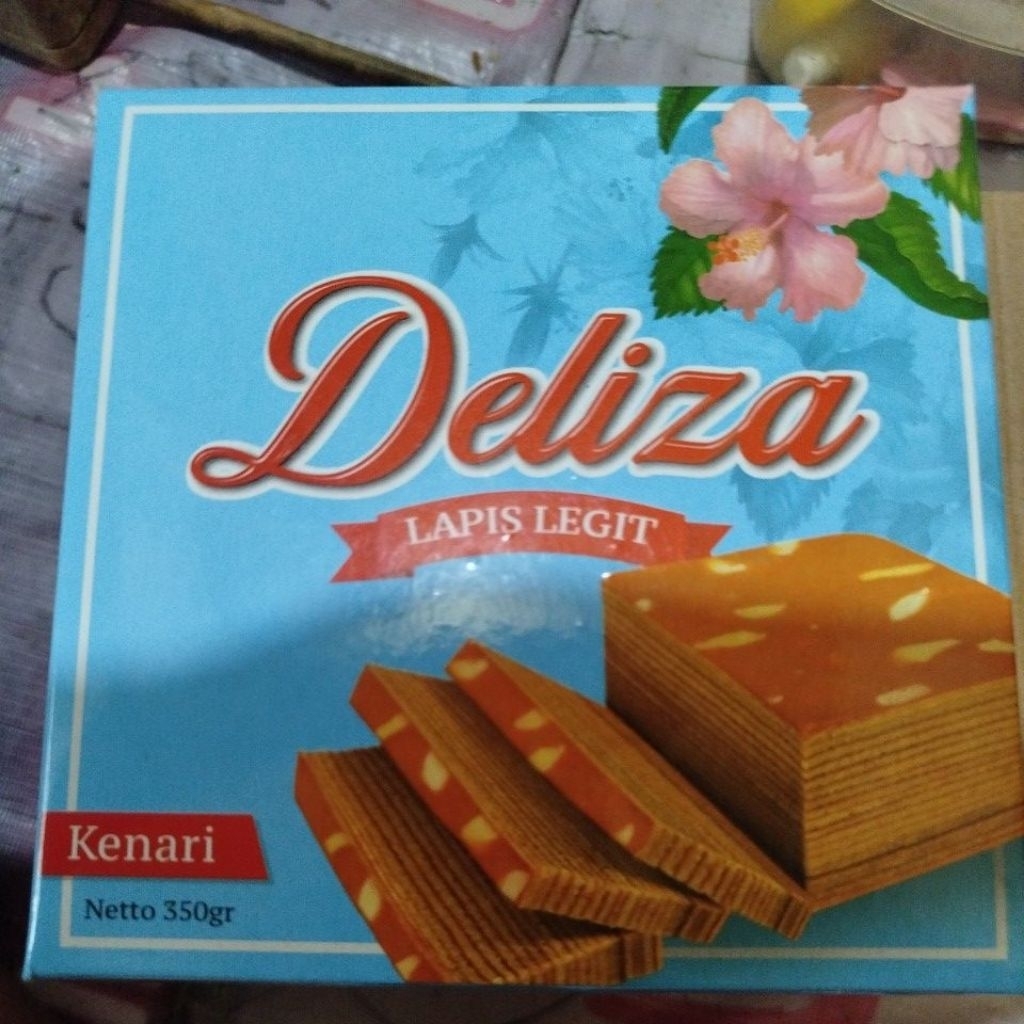 Deliza
LAPIS LEGIT
Kenari
Netto 350gr